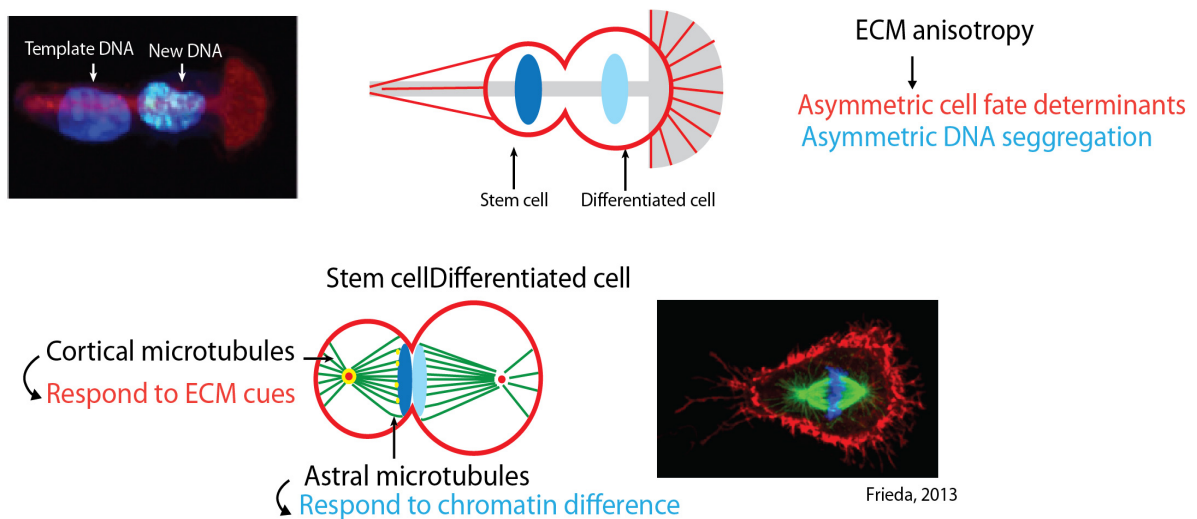 Template DNA
New DNA
Stem cell
Differentiated cell
ECM anisotropy
Asymmetric cell fate determinants
Asymmetric DNA seggregation
Stem cellDifferentiated cell
Cortical microtubules
Respond to ECM cues
Astral microtubules
Respond to chromatin difference
Frieda, 2013